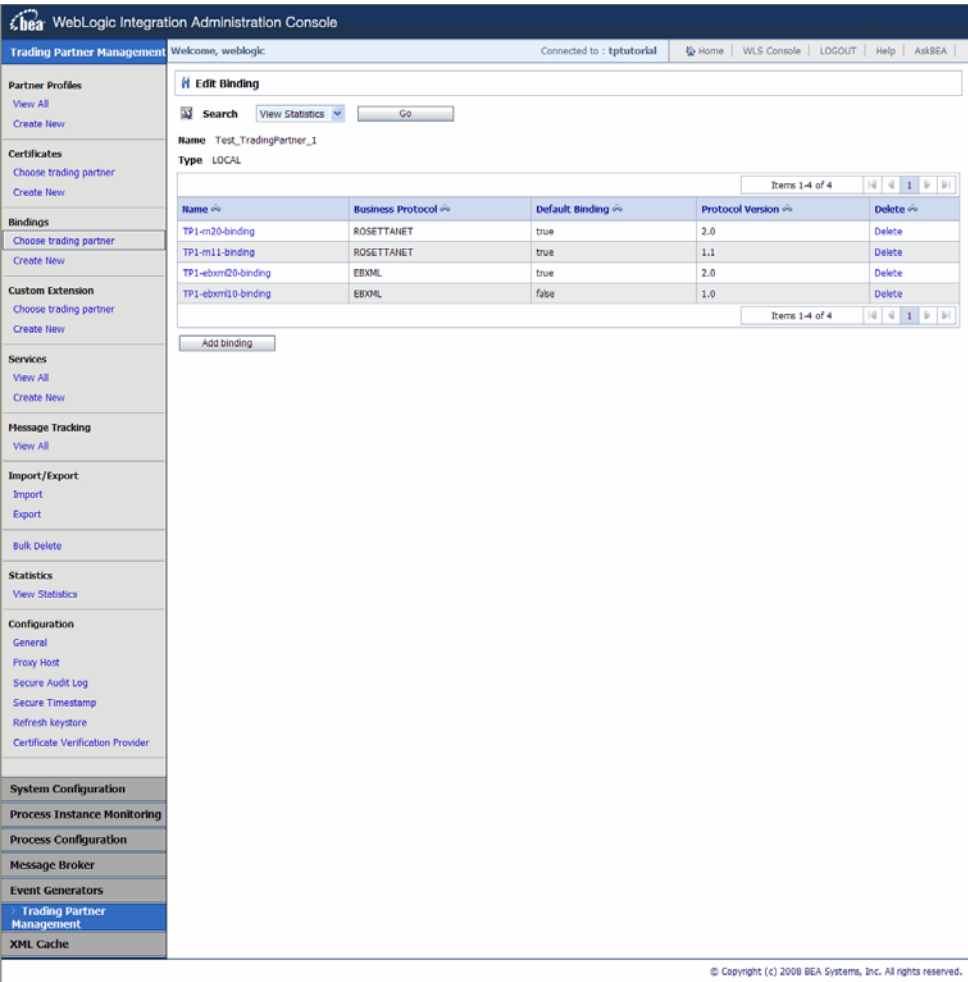 bea WebLogic Integration Administration Console
Trading Partner Management
Welcome, weblogic
Connected to : tptutorial
Home | WLS Console | LOGOUT | Help | AskBEA |
Partner Profiles
View All
Create New
Certificates
Choose trading partner
Create New
Bindings
Choose trading partner
Create New
Custom Extension
Choose trading partner
Create New
Services
View All
Create New
Message Tracking
View All
Import/Export
Import
Export
Bulk Delete
Statistics
View Statistics
Configuration
General
Proxy Host
Secure Audit Log
Secure Timestamp
Refresh keystore
Certificate Verification Provider
System Configuration
Process Instance Monitoring
Process Configuration
Message Broker
Event Generators
> Trading Partner
Management
XML Cache
Edit Binding
Search View Statistics Go
Name Test_TradingPartner_1
Type LOCAL
Items 1-4 of 4 1
Name Business Protocol Default Binding Protocol Version Delete
TP1-rn20-binding ROSETTANET true 2.0 Delete
TP1-rn11-binding ROSETTANET true 1.1 Delete
TP1-ebxml20-binding EBXML true 2.0 Delete
TP1-ebxml10-binding EBXML false 1.0 Delete
Items 1-4 of 4 1
Add binding
© Copyright (c) 2008 BEA Systems, Inc. All rights reserved.